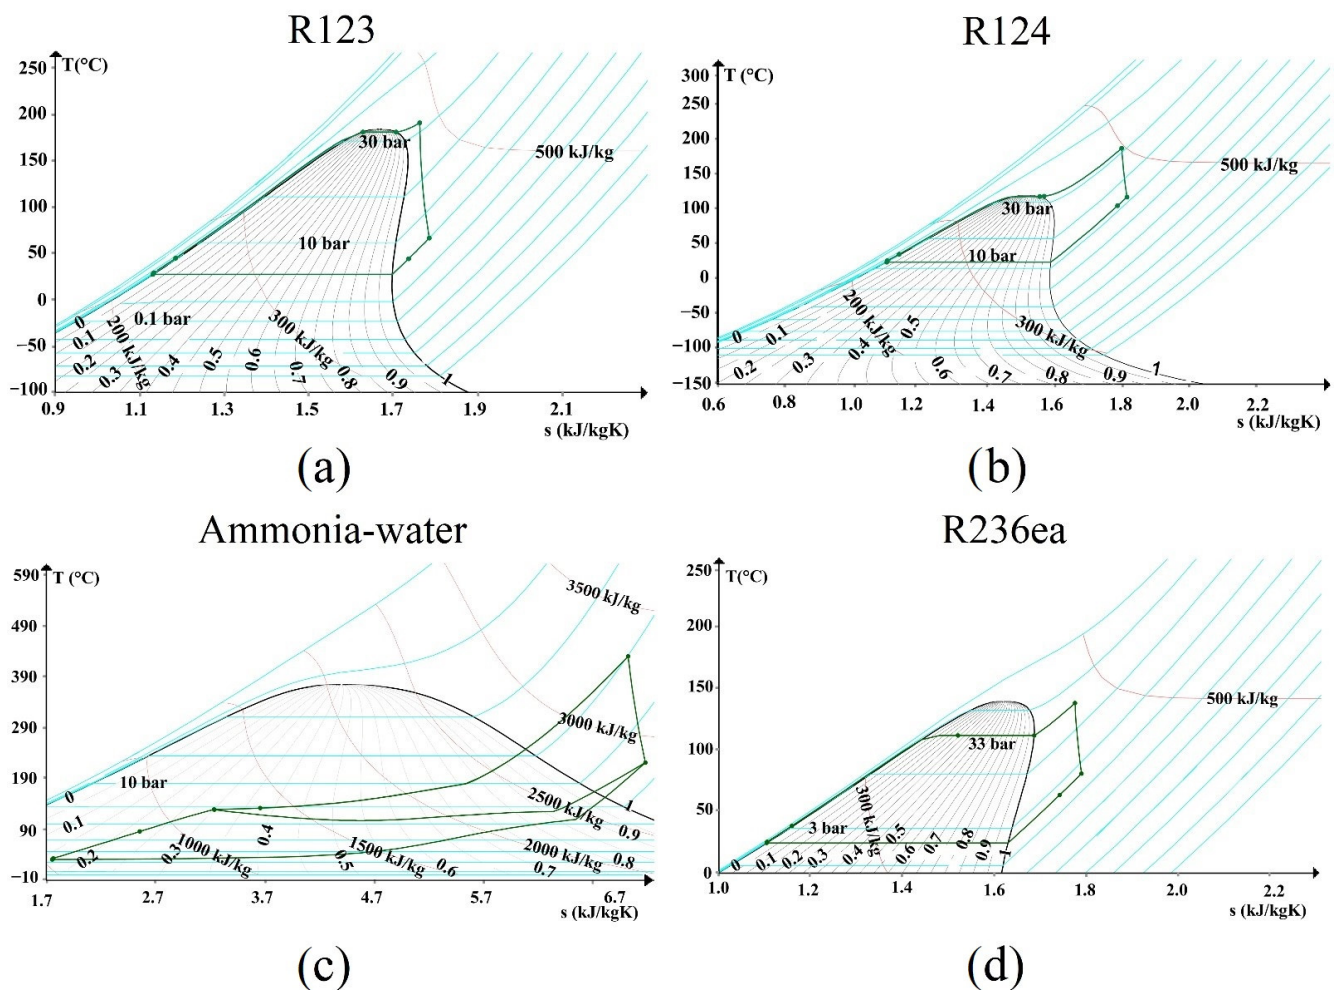 R123
T(°C)
250
200
150
100
50
0
−50
−100
30 bar
500 kJ/kg
10 bar
0.1 bar
0
0.1
0.2
200 kJ/kg
0.3
0.4
0.5
0.6
300 kJ/kg
0.7
0.8
0.9
1
0.9
1.1
1.3
1.5
1.7
1.9
2.1
s (kJ/kgK)
(a)
R124
T (°C)
300
250
200
150
100
50
0
−50
−100
−150
500 kJ/kg
30 bar
10 bar
200 kJ/kg
0
0.1
0.2
0.3
0.4
0.5
0.6
300 kJ/kg
0.7
0.8
0.9
1
0.6
0.8
1.0
1.2
1.4
1.6
1.8
2.0
2.2
s (kJ/kgK)
(b)
Ammonia-water
T (°C)
590
490
390
290
190
90
−10
3500 kJ/kg
3000 kJ/kg
10 bar
0
0.1
0.2
0.3
1000 kJ/kg
0.4
1500 kJ/kg
0.5
0.6
2500 kJ/kg
2000 kJ/kg
0.7
0.8
0.9
1
1.7
2.7
3.7
4.7
5.7
6.7
s (kJ/kgK)
(c)
R236ea
T(°C)
250
200
150
100
50
0
500 kJ/kg
33 bar
3 bar
300 kJ/kg
0
0.1
0.2
0.3
0.4
0.5
0.6
0.7
0.8
0.9
1
1.0
1.2
1.4
1.6
1.8
2.0
2.2
s (kJ/kgK)
(d)